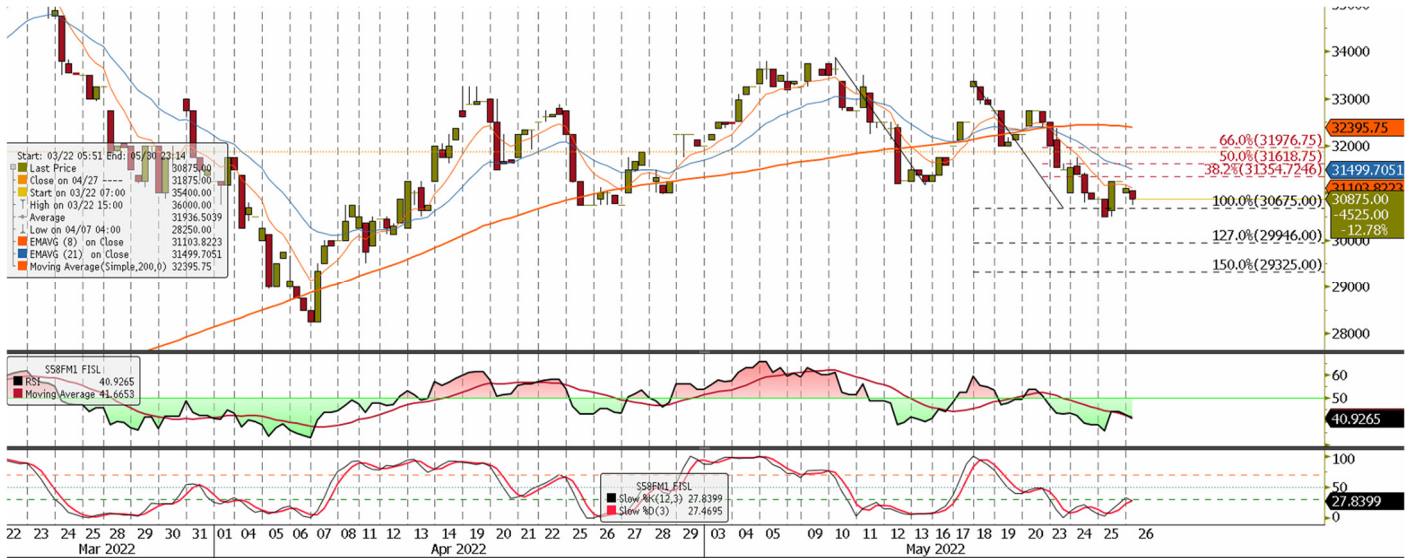 35000
34000
33000
32000
30000
29000
28000
32395.75
31499.7051
31103.8223
30875.00
-4525.00
-12.78%
66.0%(31976.75)
50.0%(31618.75)
38.2%(31354.7246)
100.0%(30675.00)
127.0%(29946.00)
150.0%(29325.00)
Start: 03/22 05:51 End: 05/30 23:14
Last Price 30875.00
Close on 04/27 ---- 31875.00
Start on 03/22 07:00 35400.00
High on 03/22 15:00 36000.00
Average 31936.5039
Low on 04/07 04:00 28250.00
EMAVG (8) on Close 31103.8223
EMAVG (21) on Close 31499.7051
Moving Average(Simple,200,0) 32395.75
S58FM1 FISL
RSI 40.9265
Moving Average 41.6653
60
50
40.9265
S58FM1 FISL
Slow %K(12,3) 27.8399
Slow %D(3) 27.4695
100
50
27.8399
0
22 23 24 25 28 29 30 31 01 04 05 06 07 08 11 12 13 14 19 20 21 22 25 26 27 28 29 03 04 05 06 09 10 11 12 13 16 17 18 19 20 23 24 25 26
Mar 2022 Apr 2022 May 2022